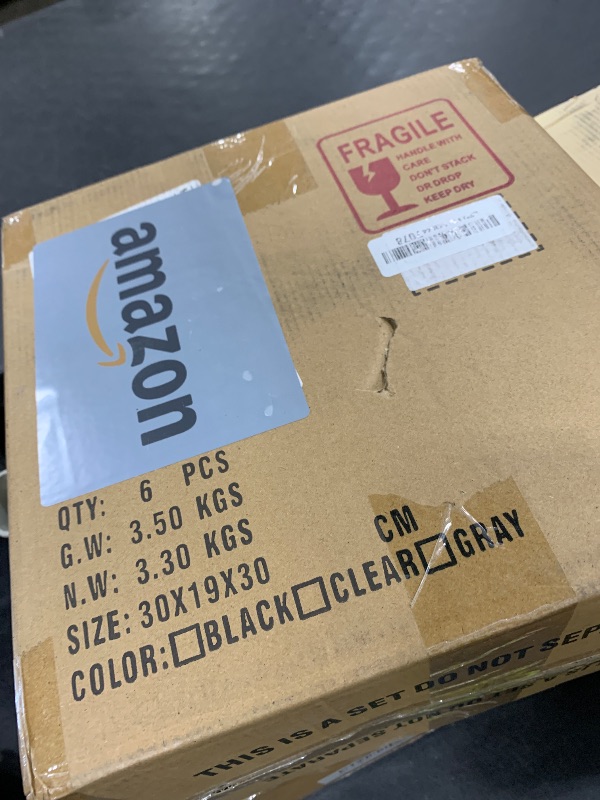 FRAGILE
HANDLE WITH
CARE
DON'T STACK
OR DROP
KEEP DRY
amazon
QTY: 6 PCS
G.W: 3.50 KGS
N.W: 3.30 KGS
SIZE: 30X19X30 CM
COLOR: BLACK CLEAR GRAY
THIS IS A SET DO NOT SEP